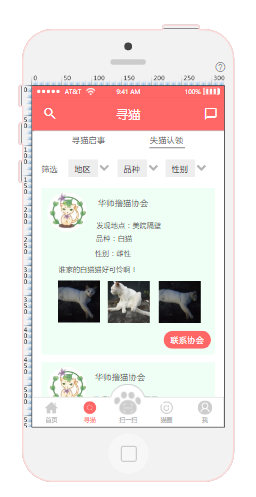 0 50 100 150 200 250 300
AT&T 9:41 AM 100%
寻猫
寻猫启事 失猫认领
筛选 地区 品种 性别
华师撸猫协会
发现地点：美院隔壁
品种：白猫
性别：雌性
谁家的白猫猫好可怜啊！
联系协会
华师撸猫协会
首页 寻猫 扫一扫 猫圈 我